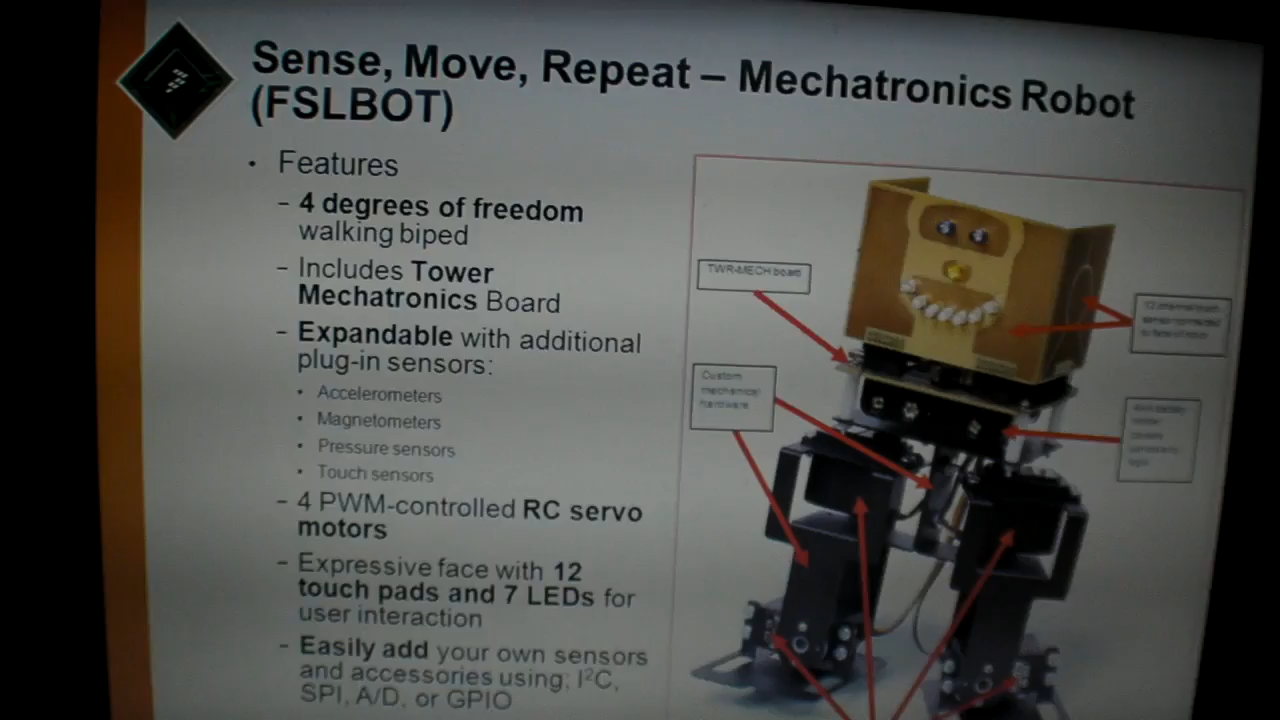 Sense, Move, Repeat – Mechatronics Robot
(FSLBOT)
• Features
– 4 degrees of freedom
walking biped
– Includes Tower
Mechatronics Board
– Expandable with additional
plug-in sensors:
• Accelerometers
• Magnetometers
• Pressure sensors
• Touch sensors
– 4 PWM-controlled RC servo
motors
– Expressive face with 12
touch pads and 7 LEDs for
user interaction
– Easily add your own sensors
and accessories using; I²C,
SPI, A/D, or GPIO
TWR-MECH board
Custom
mechanical
hardware